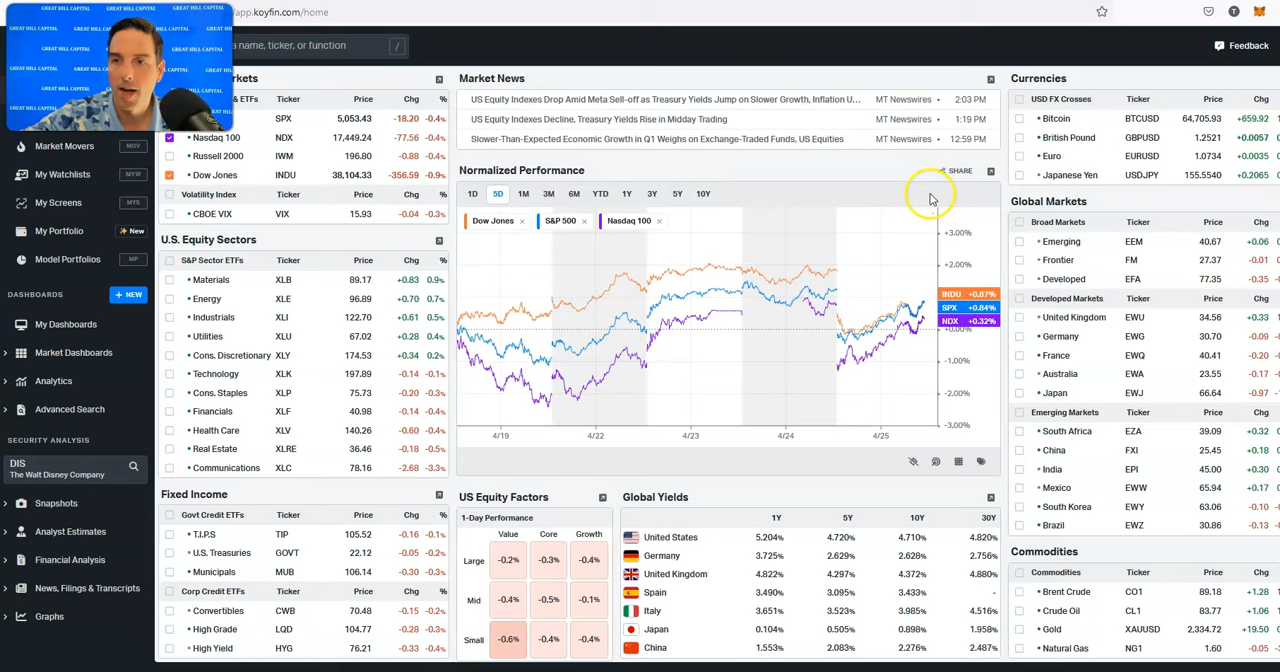 app.koyfin.com/home
GREAT HILL CAPITAL
a name, ticker, or function /
Feedback
Market Movers MOV
My Watchlists MYW
My Screens MYS
My Portfolio New
Model Portfolios MP
DASHBOARDS + NEW
My Dashboards
Market Dashboards
Analytics
Advanced Search
SECURITY ANALYSIS
DIS
The Walt Disney Company
Snapshots
Analyst Estimates
Financial Analysis
News, Filings & Transcripts
Graphs
rkets
& ETFs Ticker Price Chg %
SPX 5,053.43 -18.20 -0.4%
Nasdaq 100 NDX 17,449.24 -77.56 -0.4%
Russell 2000 IWM 196.80 -0.88 -0.4%
Dow Jones INDU 38,104.33 -356.59 -0.9%
Volatility Index Ticker Price Chg %
CBOE VIX VIX 15.93 -0.04 -0.3%
U.S. Equity Sectors
S&P Sector ETFs Ticker Price Chg %
Materials XLB 89.17 +0.83 0.9%
Energy XLE 96.89 +0.70 0.7%
Industrials XLI 122.70 +0.61 0.5%
Utilities XLU 67.02 +0.28 0.4%
Cons. Discretionary XLY 174.53 +0.34 0.2%
Technology XLK 197.89 -0.14 -0.1%
Cons. Staples XLP 75.73 -0.20 -0.3%
Financials XLF 40.98 -0.14 -0.4%
Health Care XLV 140.26 -0.60 -0.4%
Real Estate XLRE 36.46 -0.18 -0.5%
Communications XLC 78.16 -2.68 -3.3%
Fixed Income
Govt Credit ETFs Ticker Price Chg %
T.I.P.S TIP 105.52 -0.16 -0.1%
U.S. Treasuries GOVT 22.12 -0.05 -0.2%
Municipals MUB 106.14 -0.30 -0.3%
Corp Credit ETFs Ticker Price Chg %
Convertibles CWB 70.48 -0.15 -0.2%
High Grade LQD 104.77 -0.28 -0.3%
High Yield HYG 76.21 -0.33 -0.4%
Market News
US Equity Indexes Drop Amid Meta Sell-off as Treasury Yields Jump on Slower Growth, Inflation U... MT Newswires • 2:03 PM
US Equity Indexes Decline, Treasury Yields Rise in Midday Trading MT Newswires • 1:19 PM
Slower-Than-Expected Economic Growth in Q1 Weighs on Exchange-Traded Funds, US Equities MT Newswires • 12:59 PM
Normalized Performance SHARE
1D 5D 1M 3M 6M YTD 1Y 3Y 5Y 10Y
Dow Jones × S&P 500 × Nasdaq 100 ×
+3.00%
+2.00%
INDU +0.87%
SPX +0.84%
NDX +0.32%
+0.00%
-1.00%
-2.00%
-3.00%
4/19 4/22 4/23 4/24 4/25
US Equity Factors
1-Day Performance
Value Core Growth
Large -0.2% -0.3% -0.4%
Mid -0.4% -0.5% -0.1%
Small -0.6% -0.4% -0.4%
Global Yields
1Y 5Y 10Y 30Y
United States 5.204% 4.720% 4.710% 4.820%
Germany 3.725% 2.629% 2.628% 2.756%
United Kingdom 4.822% 4.297% 4.372% 4.880%
Spain 3.490% 3.095% 3.433% -
Italy 3.651% 3.523% 3.985% 4.516%
Japan 0.104% 0.505% 0.898% 1.958%
China 1.553% 2.083% 2.276% 2.487%
Currencies
USD FX Crosses Ticker Price Chg
Bitcoin BTCUSD 64,705.93 +659.92
British Pound GBPUSD 1.2521 +0.0057
Euro EURUSD 1.0734 +0.0035
Japanese Yen USDJPY 155.5540 +0.2065
Global Markets
Broad Markets Ticker Price Chg
Emerging EEM 40.67 +0.06
Frontier FM 27.37 -0.01
Developed EFA 77.35 -0.35
Developed Markets Ticker Price Chg
United Kingdom EWU 34.56 +0.33
Germany EWG 30.70 -0.09
France EWQ 40.41 -0.20
Australia EWA 23.55 -0.17
Japan EWJ 66.64 -0.97
Emerging Markets Ticker Price Chg
South Africa EZA 39.09 +0.32
China FXI 25.45 +0.18
India EPI 45.00 +0.30
Mexico EWW 65.94 +0.17
South Korea EWY 63.06 -0.10
Brazil EWZ 30.86 -0.13
Commodities
Commodities Ticker Price Chg
Brent Crude CO1 89.18 +1.28
Crude Oil CL1 83.77 +1.06
Gold XAUUSD 2,334.72 +19.50
Natural Gas NG1 1.60 -0.05